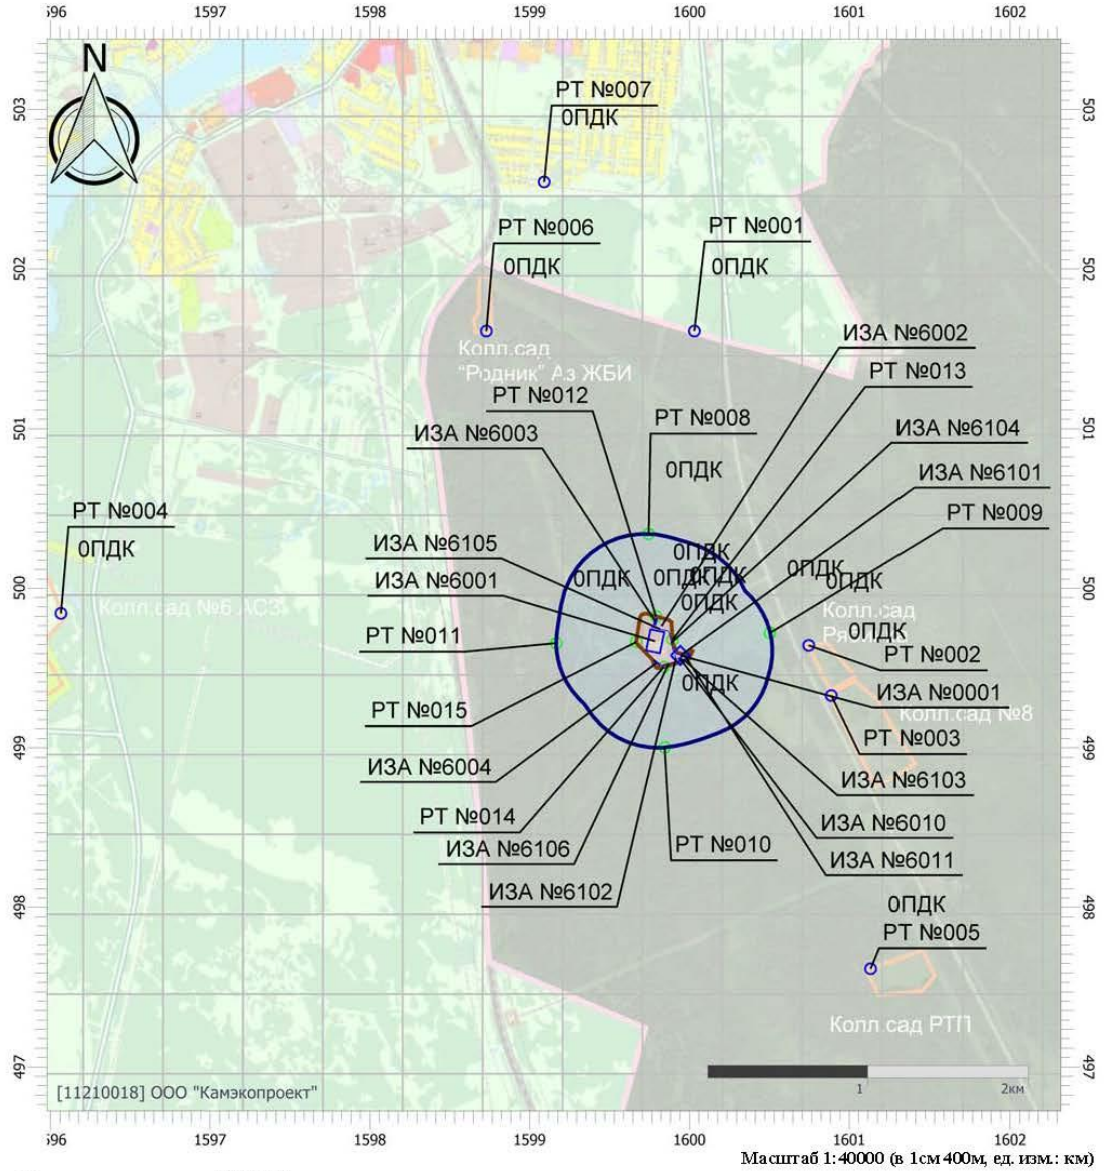 596 1597 1598 1599 1600 1601 1602
N
503 503
РТ №007
0ПДК
РТ №006
0ПДК
РТ №001
0ПДК
502 502
ИЗА №6002
Колл.сад
"Родник" Аз ЖБИ
РТ №013
РТ №012
РТ №008
ИЗА №6104
501 501
ИЗА №6003
0ПДК
ИЗА №6101
РТ №004
РТ №009
0ПДК
ИЗА №6105
0ПДК
ИЗА №6001
0ПДК 0ПДК 0ПДК 0ПДК 0ПДК
500 500
Колл.сад №6 АСЗ
0ПДК
Колл.сад
РТ №011
0ПДК
РТ №002
0ПДК
ИЗА №0001
РТ №015
Колл.сад №8
РТ №003
499 499
ИЗА №6004
ИЗА №6103
РТ №014
ИЗА №6010
ИЗА №6106
РТ №010
ИЗА №6011
ИЗА №6102
498 498
0ПДК
РТ №005
Колл.сад РТП
497 497
[11210018] ООО "Камэкопроект"
1 2км
596 1597 1598 1599 1600 1601 1602
Масштаб 1:40000 (в 1см 400м, ед. изм.: км)